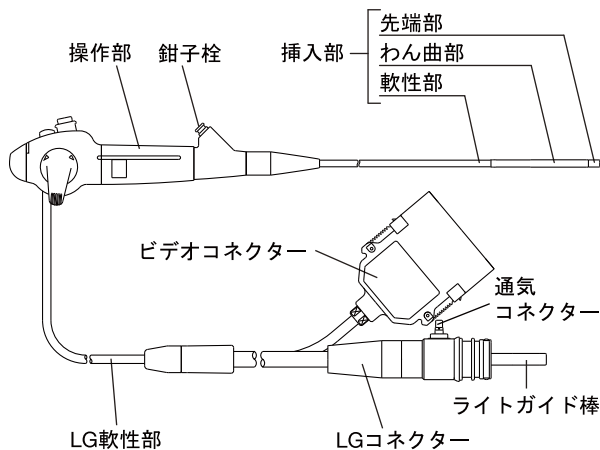 先端部
操作部
鉗子栓
挿入部
わん曲部
軟性部
ビデオコネクター
通気
コネクター
ライトガイド棒
LG軟性部
LGコネクター